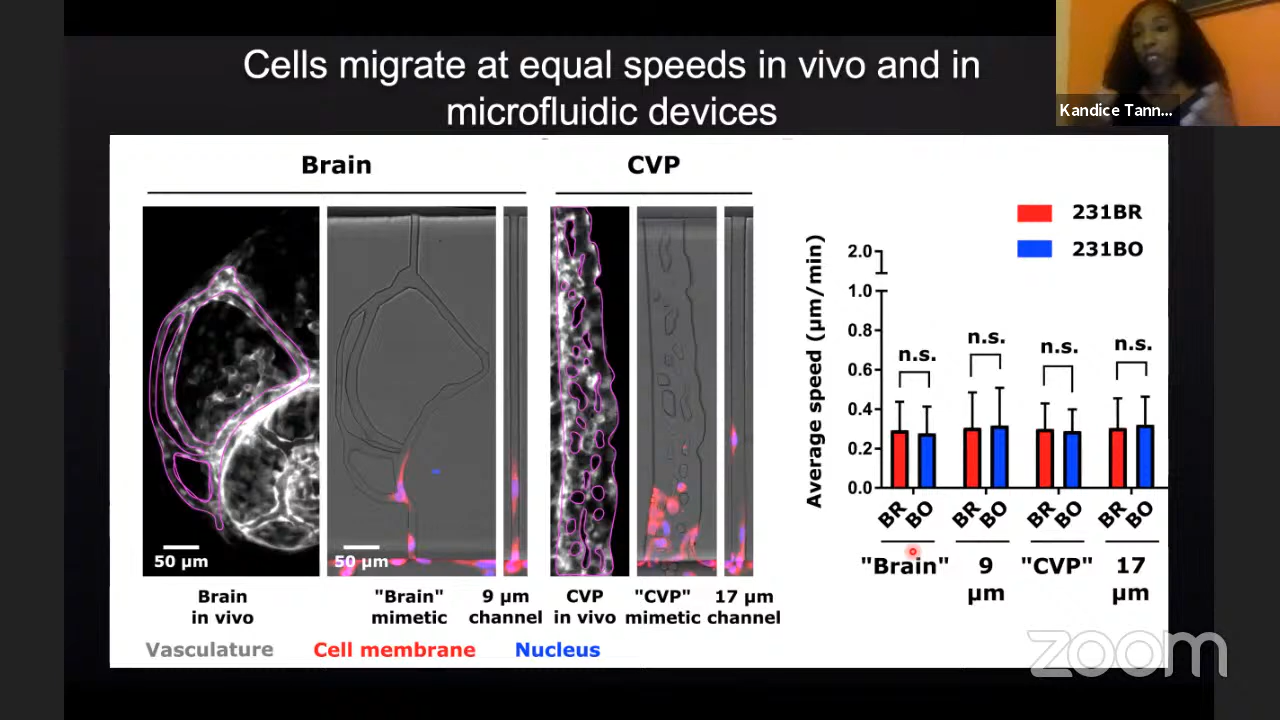 Cells migrate at equal speeds in vivo and in
microfluidic devices
Kandice Tann...
Brain
CVP
50 µm
50 µm
Brain
in vivo
"Brain"
mimetic
9 µm
channel
CVP
in vivo
"CVP"
mimetic
17 µm
channel
Vasculature
Cell membrane
Nucleus
231BR
231BO
Average speed (µm/min)
2.0
1.0
0.8
0.6
0.4
0.2
0.0
n.s.
n.s.
n.s.
n.s.
BR
BO
BR
BO
BR
BO
BR
BO
"Brain"
9
µm
"CVP"
17
µm
zoom